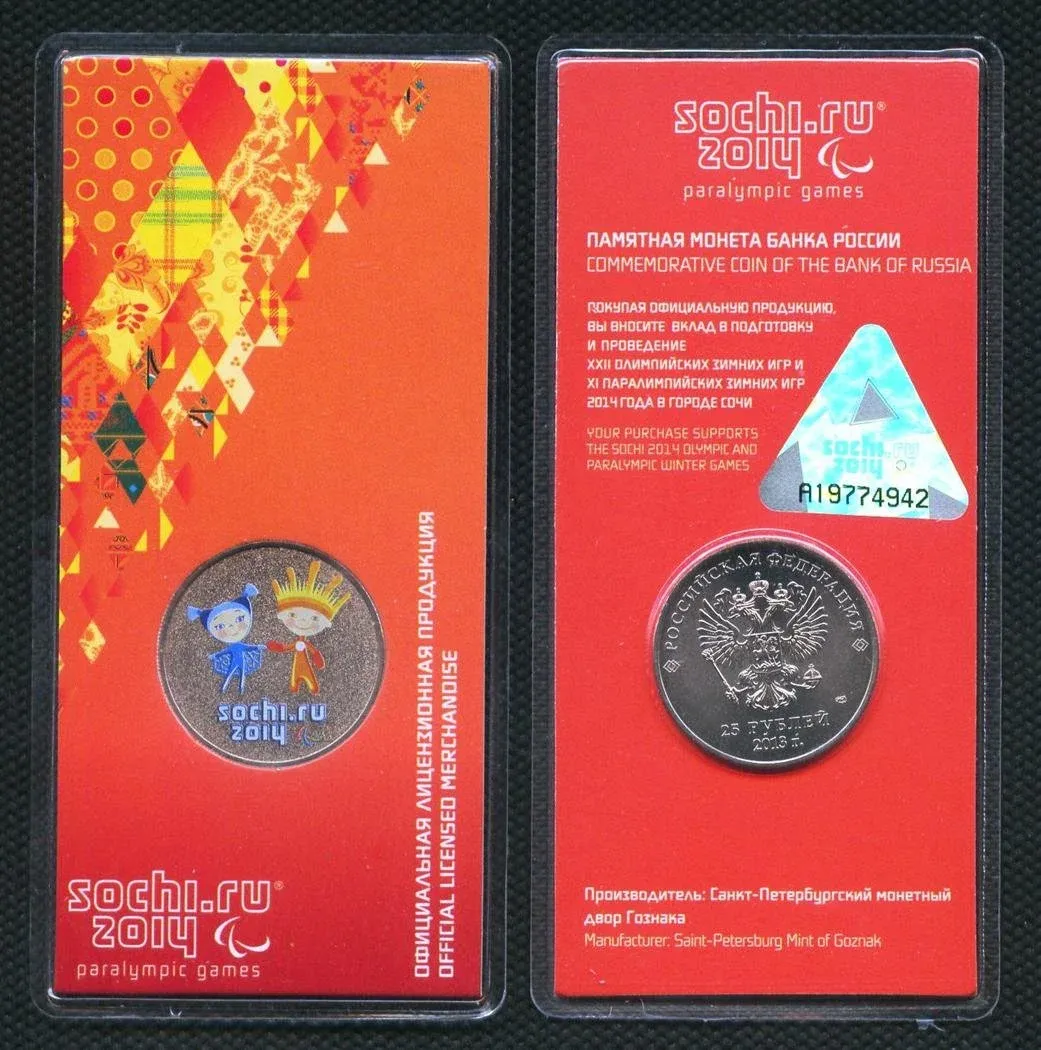 sochi.ru
2014
ОФИЦИАЛЬНАЯ ЛИЦЕНЗИОННАЯ ПРОДУКЦИЯ
OFFICIAL LICENSED MERCHANDISE
sochi.ru®
2014
paralympic games
sochi.ru®
2014
paralympic games
ПАМЯТНАЯ МОНЕТА БАНКА РОССИИ
COMMEMORATIVE COIN OF THE BANK OF RUSSIA
ПОКУПАЯ ОФИЦИАЛЬНУЮ ПРОДУКЦИЮ,
ВЫ ВНОСИТЕ ВКЛАД В ПОДГОТОВКУ
И ПРОВЕДЕНИЕ
XXII ОЛИМПИЙСКИХ ЗИМНИХ ИГР И
XI ПАРАЛИМПИЙСКИХ ЗИМНИХ ИГР
2014 ГОДА В ГОРОДЕ СОЧИ
YOUR PURCHASE SUPPORTS
THE SOCHI 2014 OLYMPIC AND
PARALYMPIC WINTER GAMES
sochi.ru
2014
A19774942
РОССИЙСКАЯ ФЕДЕРАЦИЯ
25 РУБЛЕЙ
2013 г.
Производитель: Санкт-Петербургский монетный
двор Гознака
Manufacturer: Saint-Petersburg Mint of Goznak